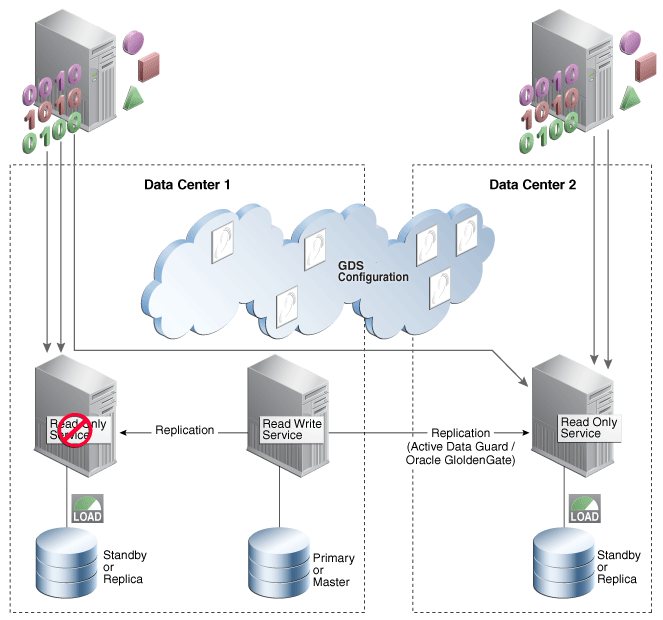 0010
1010
0100
0010
1010
0100
Data Center 1
Data Center 2
GDS
Configuration
Read Only
Service
Read Write
Service
Read Only
Service
Replication
Replication
(Active Data Guard /
Oracle GloldenGate)
LOAD
LOAD
Standby
or
Replica
Primary
or
Master
Standby
or
Replica